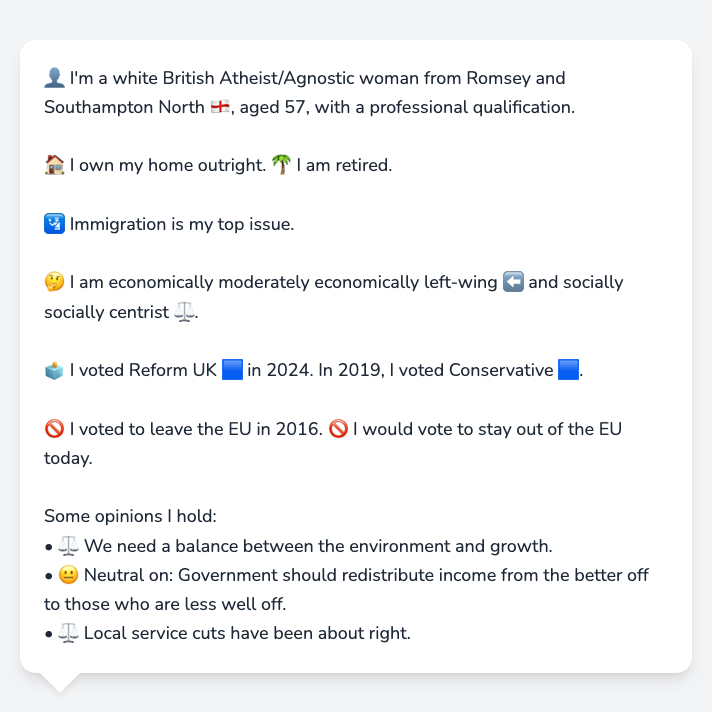 👤 I'm a white British Atheist/Agnostic woman from Romsey and
Southampton North 🏴󠁧󠁢󠁥󠁮󠁧󠁿, aged 57, with a professional qualification.
🏠 I own my home outright. 🌴 I am retired.
🛂 Immigration is my top issue.
🤔 I am economically moderately economically left-wing ⬅️ and socially
socially centrist ⚖️.
🗳️ I voted Reform UK 🟦 in 2024. In 2019, I voted Conservative 🟦.
🚫 I voted to leave the EU in 2016. 🚫 I would vote to stay out of the EU
today.
Some opinions I hold:
• ⚖️ We need a balance between the environment and growth.
• 😐 Neutral on: Government should redistribute income from the better off
to those who are less well off.
• ⚖️ Local service cuts have been about right.